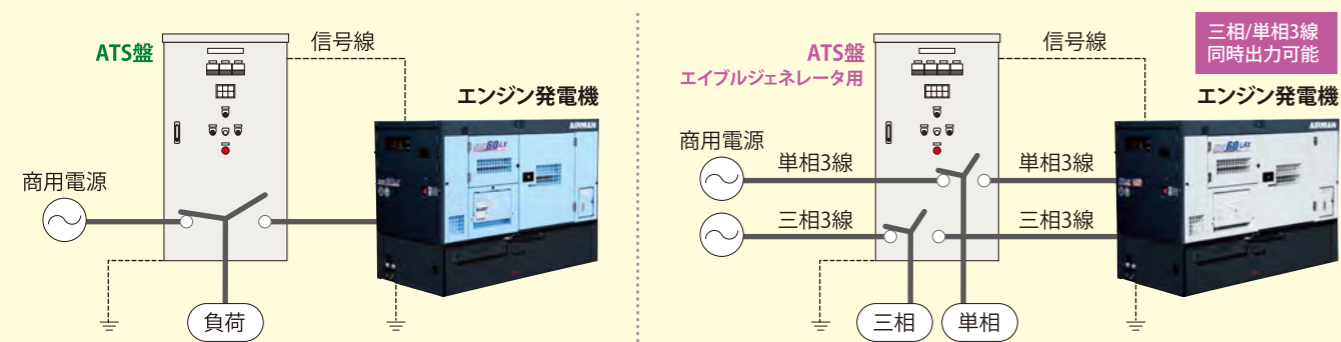 ATS盤
信号線
エンジン発電機
AIRMAN
商用電源
負荷
三相/単相3線
同時出力可能
ATS盤
エイブルジェネレータ用
信号線
エンジン発電機
AIRMAN
商用電源
単相3線
単相3線
三相3線
三相3線
三相
単相